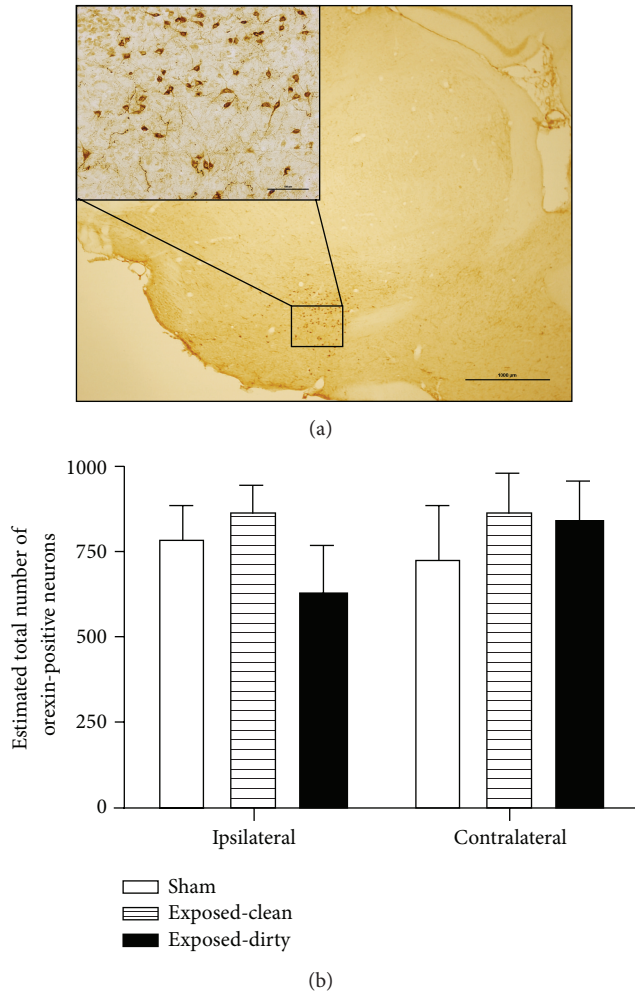 1000 µm
(a)
1000
750
500
250
0
Estimated total number of
orexin-positive neurons
Ipsilateral
Contralateral
Sham
Exposed-clean
Exposed-dirty
(b)